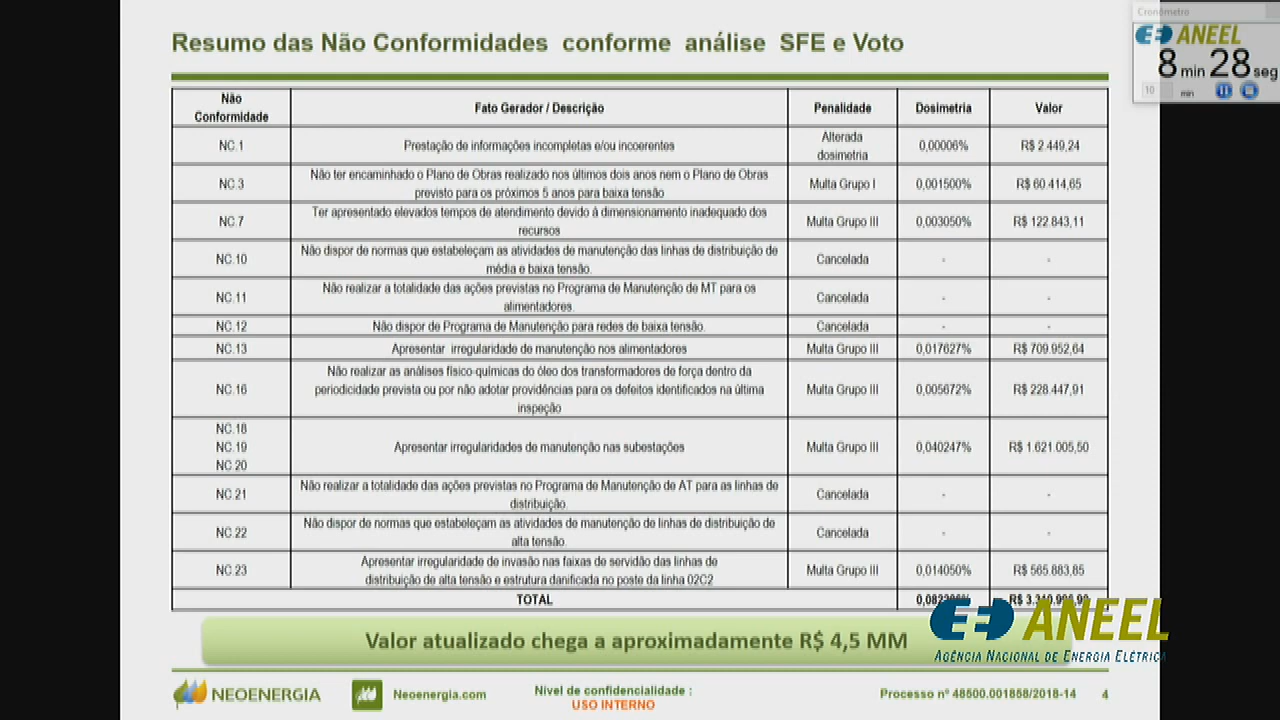 Cronômetro
ANEEL
8 min 28 seg
10 min
Resumo das Não Conformidades conforme análise SFE e Voto
Não Conformidade Fato Gerador / Descrição Penalidade Dosimetria Valor
NC.1 Prestação de informações incompletas e/ou incoerentes Alterada dosimetria 0,00006% R$ 2.449,24
NC.3 Não ter encaminhado o Plano de Obras realizado nos últimos dois anos nem o Plano de Obras
previsto para os próximos 5 anos para baixa tensão Multa Grupo I 0,001500% R$ 60.414,65
NC.7 Ter apresentado elevados tempos de atendimento devido à dimensionamento inadequado dos
recursos Multa Grupo III 0,003050% R$ 122.843,11
NC.10 Não dispor de normas que estabeleçam as atividades de manutenção das linhas de distribuição de
média e baixa tensão. Cancelada - -
NC.11 Não realizar a totalidade das ações previstas no Programa de Manutenção de MT para os
alimentadores. Cancelada - -
NC.12 Não dispor de Programa de Manutenção para redes de baixa tensão. Cancelada - -
NC.13 Apresentar irregularidade de manutenção nos alimentadores Multa Grupo III 0,017627% R$ 709.952,64
NC.16 Não realizar as análises físico-químicas do óleo dos transformadores de força dentro da
periodicidade prevista ou por não adotar providências para os defeitos identificados na última
inspeção Multa Grupo III 0,005672% R$ 228.447,91
NC.18
NC.19 Apresentar irregularidades de manutenção nas subestações Multa Grupo III 0,040247% R$ 1.621.005,50
NC.20
NC.21 Não realizar a totalidade das ações previstas no Programa de Manutenção de AT para as linhas de
distribuição. Cancelada - -
NC.22 Não dispor de normas que estabeleçam as atividades de manutenção de linhas de distribuição de
alta tensão. Cancelada - -
NC.23 Apresentar irregularidade de invasão nas faixas de servidão das linhas de
distribuição de alta tensão e estrutura danificada no poste da linha 02C2 Multa Grupo III 0,014050% R$ 565.883,85
TOTAL
Valor atualizado chega a aproximadamente R$ 4,5 MM
ANEEL
AGÊNCIA NACIONAL DE ENERGIA ELÉTRICA
NEOENERGIA
Neoenergia.com
Nível de confidencialidade :
USO INTERNO
Processo nº 48500.001858/2018-14 4